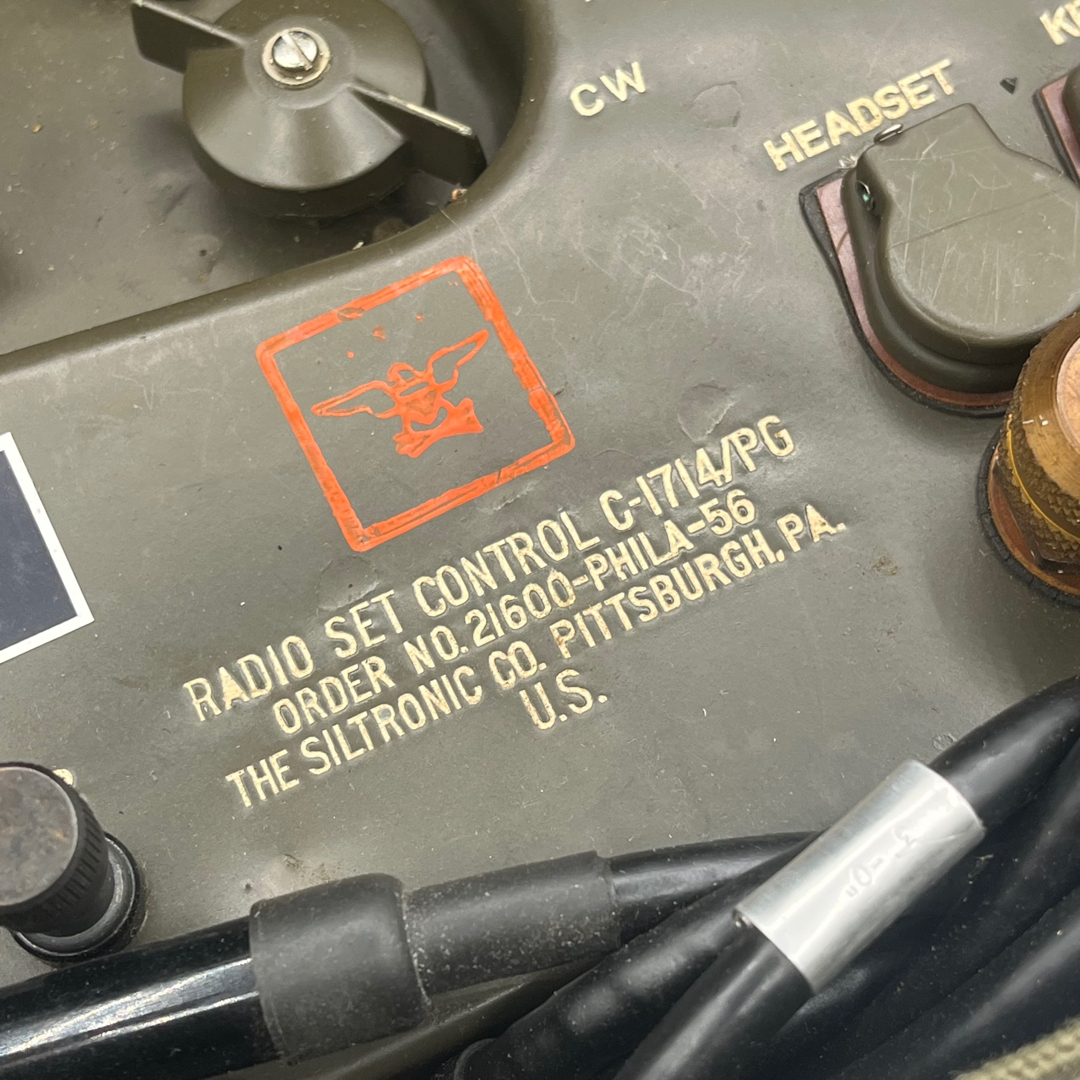 CW
HEADSET
RADIO SET CONTROL C-1714/PG
ORDER NO. 21600-PHILA-56
THE SILTRONIC CO. PITTSBURGH, PA.
U.S.